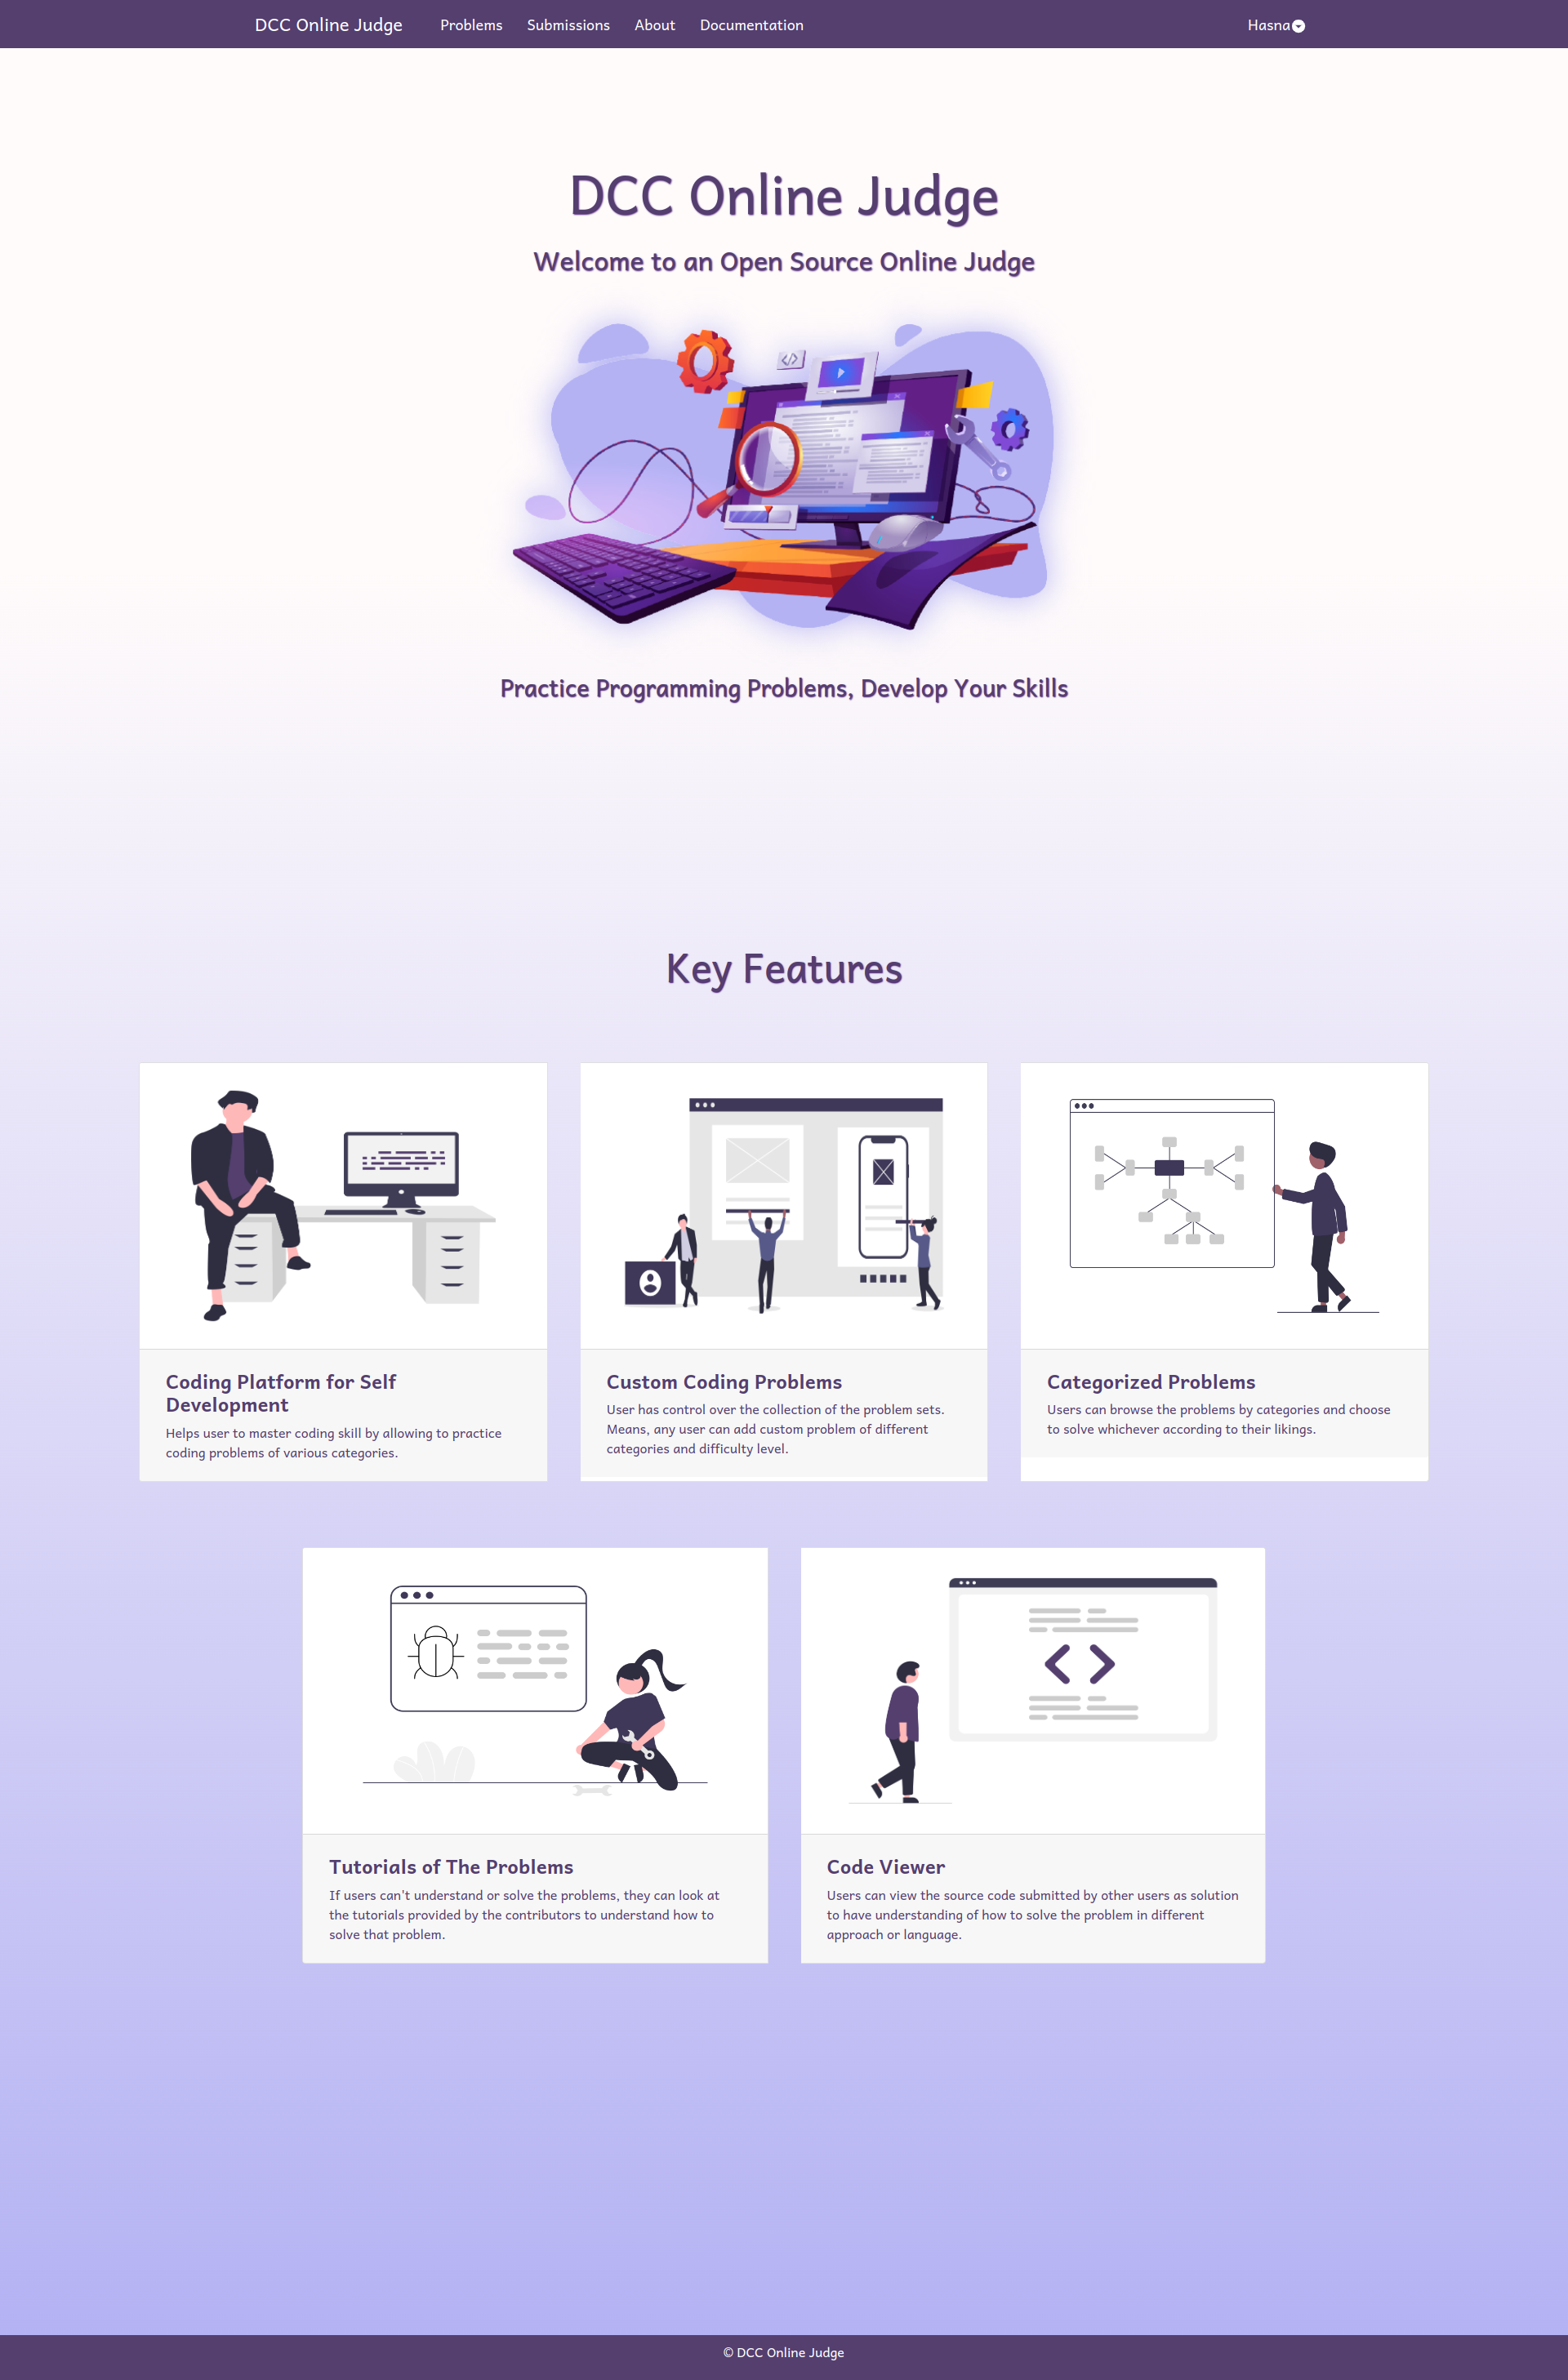 DCC Online Judge
Problems
Submissions
About
Documentation
Hasna
DCC Online Judge
Welcome to an Open Source Online Judge
Practice Programming Problems, Develop Your Skills
Key Features
Coding Platform for Self
Development
Helps user to master coding skill by allowing to practice
coding problems of various categories.
Custom Coding Problems
User has control over the collection of the problem sets.
Means, any user can add custom problem of different
categories and difficulty level.
Categorized Problems
Users can browse the problems by categories and choose
to solve whichever according to their likings.
Tutorials of The Problems
If users can't understand or solve the problems, they can look at
the tutorials provided by the contributors to understand how to
solve that problem.
Code Viewer
Users can view the source code submitted by other users as solution
to have understanding of how to solve the problem in different
approach or language.
© DCC Online Judge